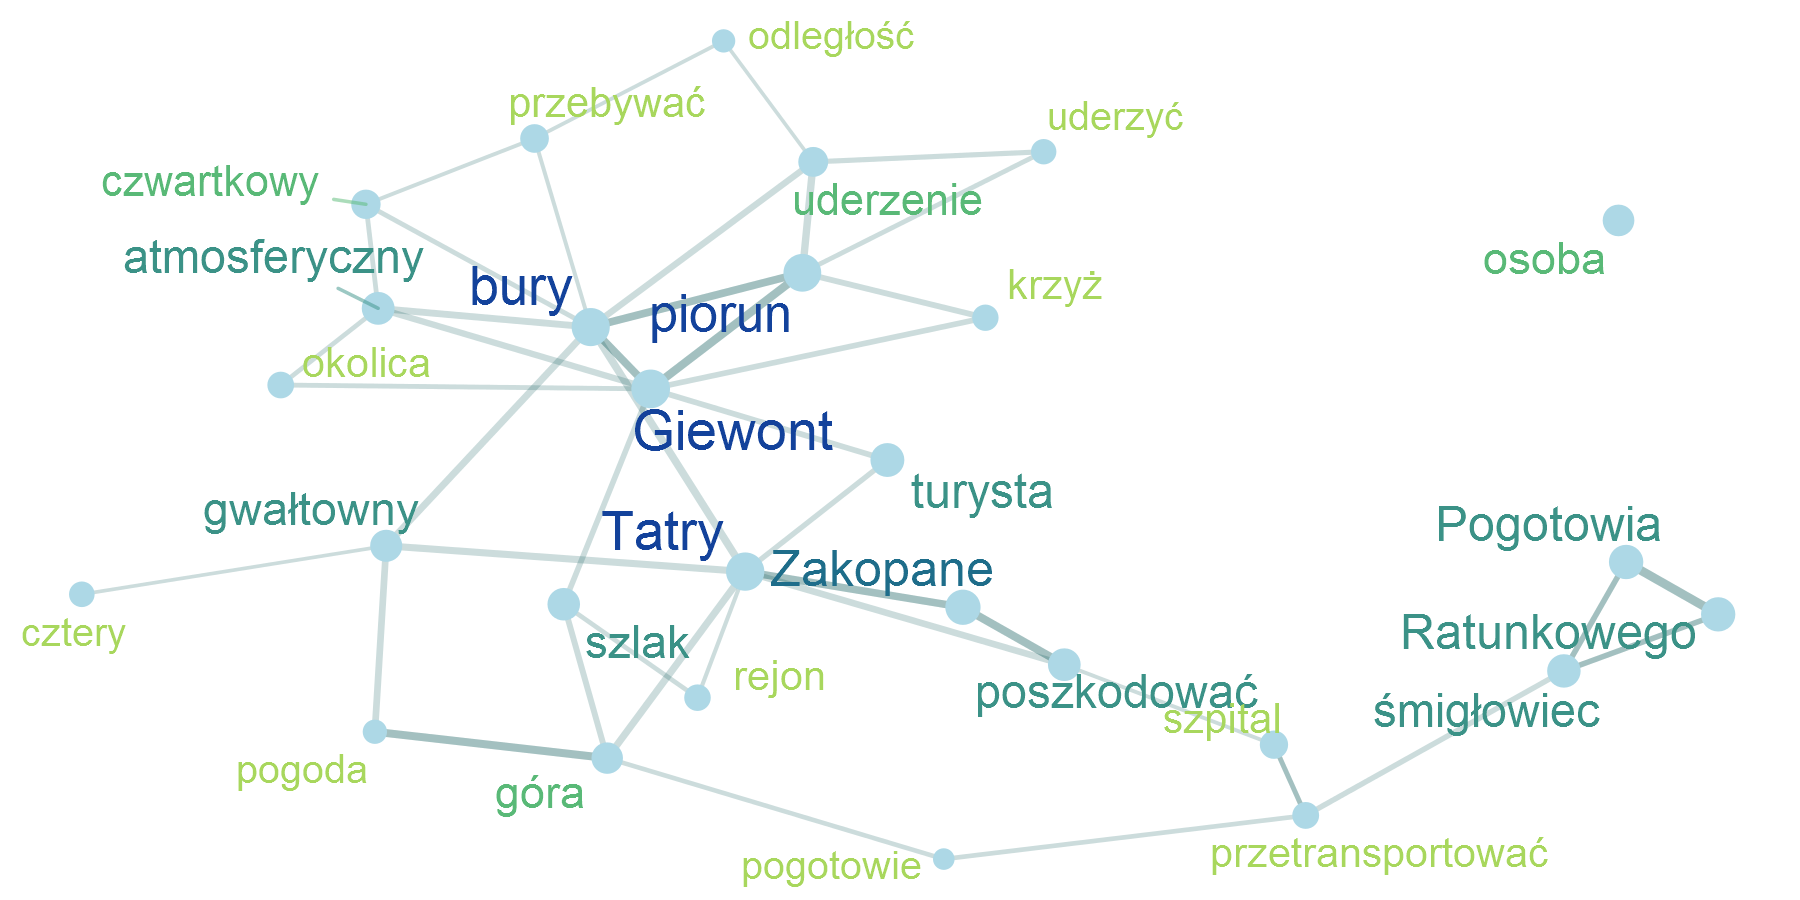 odległość
przebywać
uderzyć
czwartkowy
uderzenie
atmosferyczny
osoba
bury
krzyż
piorun
okolica
Giewont
turysta
gwałtowny
Pogotowia
Tatry
Zakopane
cztery
Ratunkowego
szlak
rejon
poszkodować
śmigłowiec
szpital
pogoda
góra
przetransportować
pogotowie